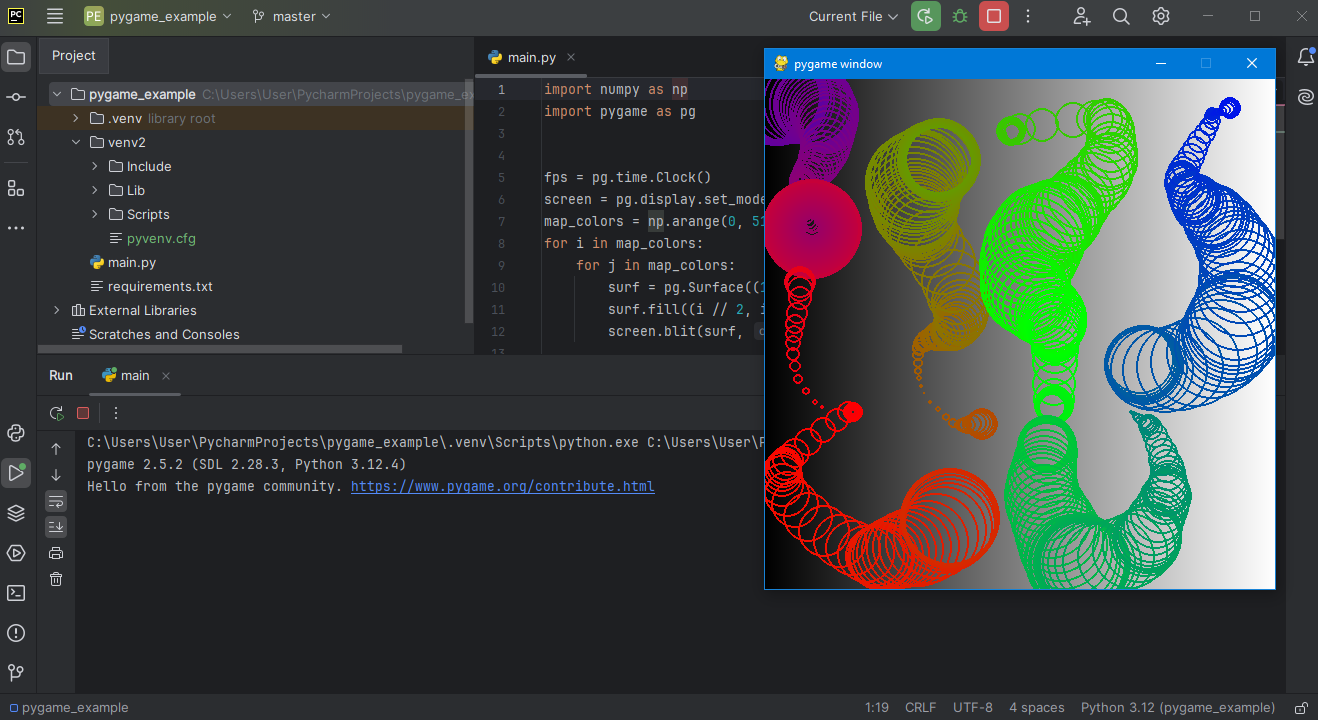 PC
PE pygame_example
master
Current File
Project
pygame_example C:\Users\User\PycharmProjects\pygame_ex
.venv library root
venv2
Include
Lib
Scripts
pyvenv.cfg
main.py
requirements.txt
External Libraries
Scratches and Consoles
main.py
1 import numpy as np
2 import pygame as pg
3
4
5 fps = pg.time.Clock()
6 screen = pg.display.set_mode
7 map_colors = np.arange(0, 51
8 for i in map_colors:
9 for j in map_colors:
10 surf = pg.Surface((1
11 surf.fill((i // 2, i
12 screen.blit(surf,
13
pygame window
Run
main
C:\Users\User\PycharmProjects\pygame_example\.venv\Scripts\python.exe C:\Users\User\P
pygame 2.5.2 (SDL 2.28.3, Python 3.12.4)
Hello from the pygame community. https://www.pygame.org/contribute.html
pygame_example
1:19 CRLF UTF-8 4 spaces Python 3.12 (pygame_example)